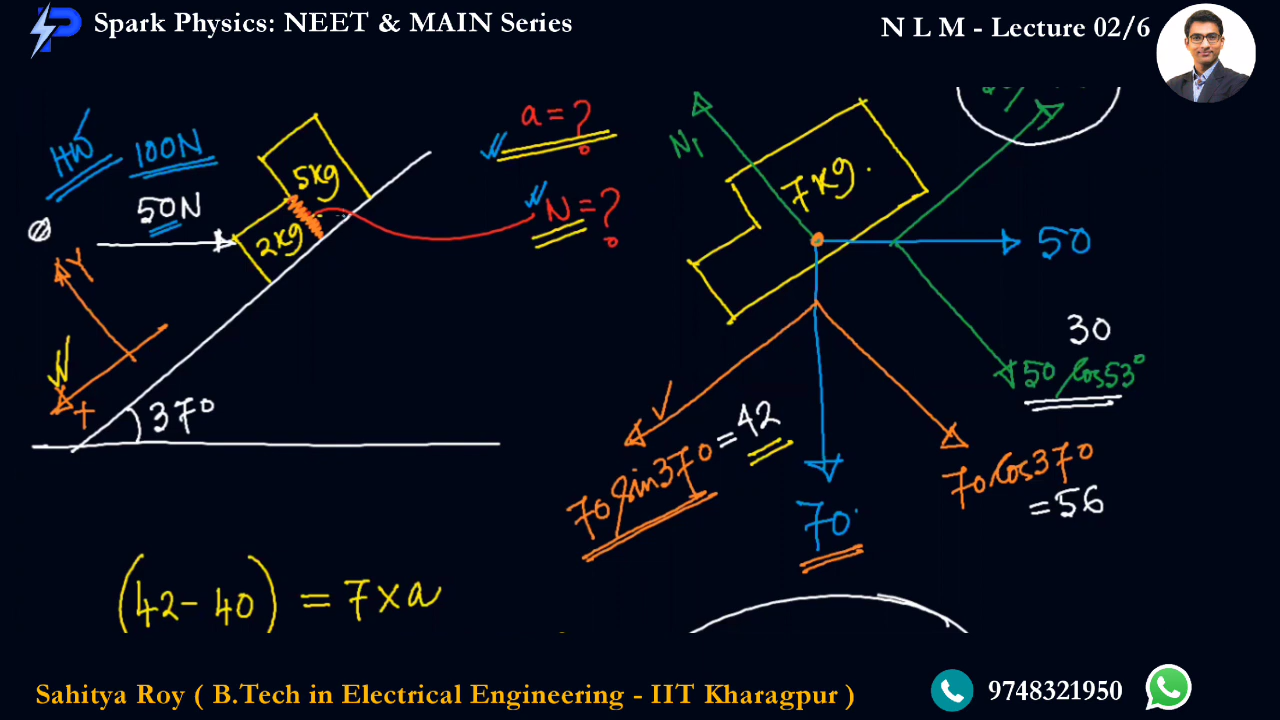 Spark Physics: NEET & MAIN Series
N L M - Lecture 02/6
HW
100N
50N
5kg
2kg
a = ?
N = ?
Y
+
37°
(42 - 40) = 7 × a
N1
7kg.
50
30
50 Cos53°
70 Sin37° = 42
70
70 Cos37°
= 56
Sahitya Roy ( B.Tech in Electrical Engineering - IIT Kharagpur )
9748321950